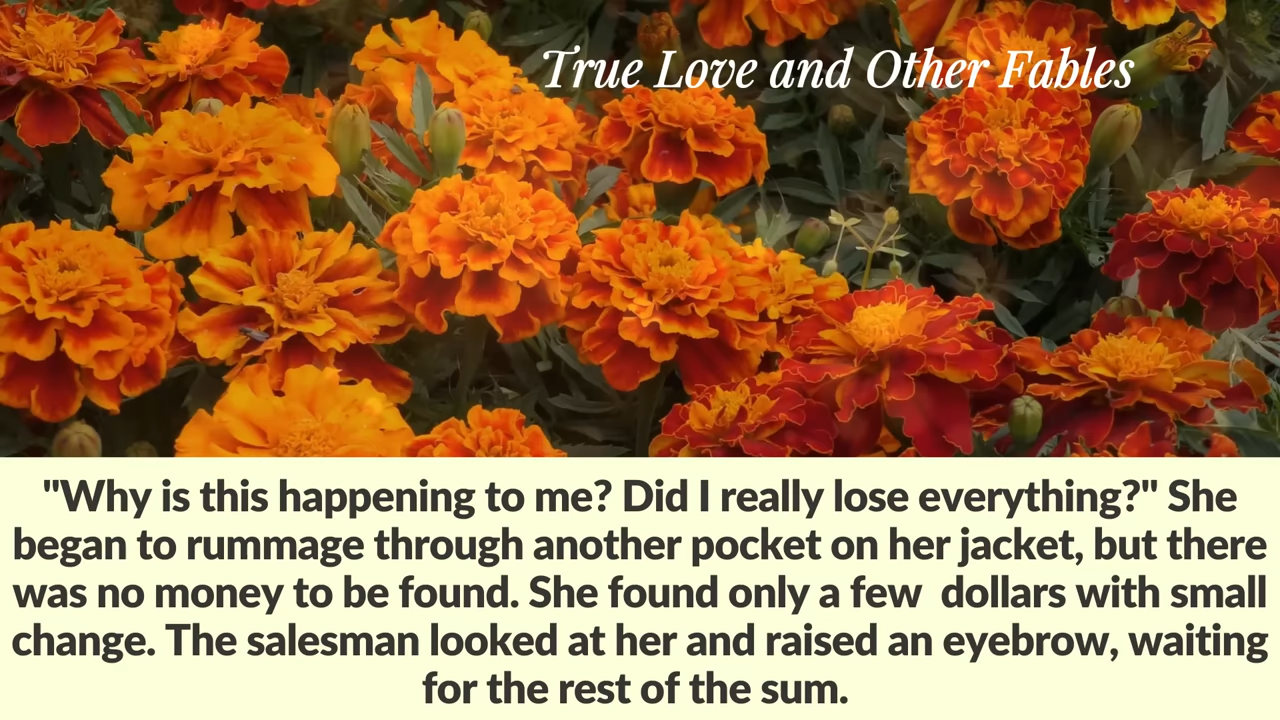 True Love and Other Fables
"Why is this happening to me? Did I really lose everything?" She
began to rummage through another pocket on her jacket, but there
was no money to be found. She found only a few  dollars with small
change. The salesman looked at her and raised an eyebrow, waiting
for the rest of the sum.